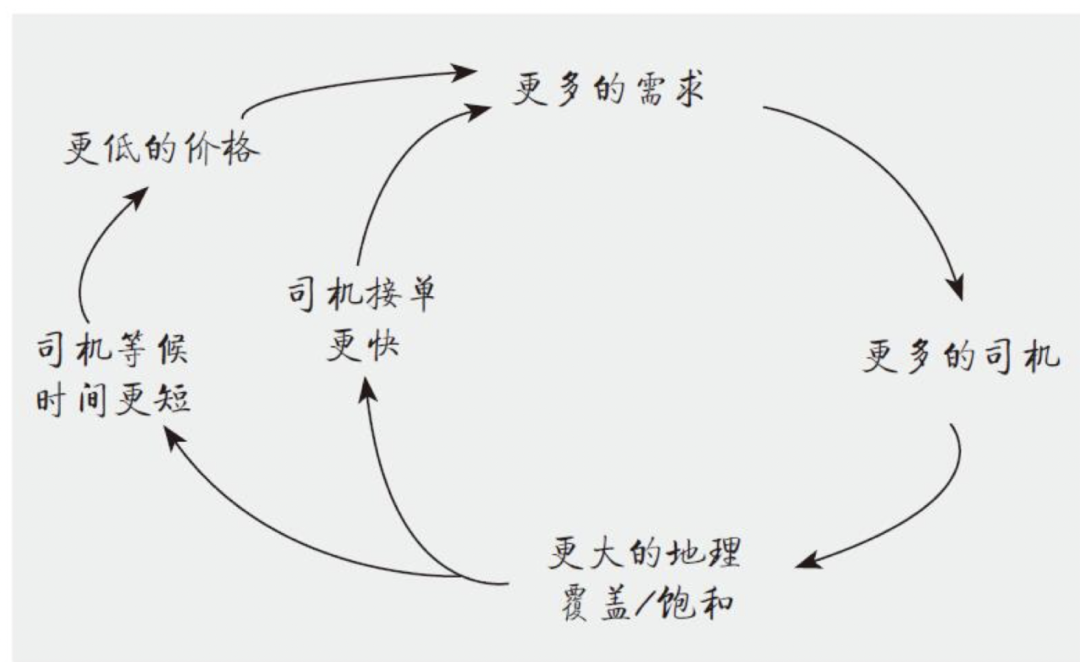 更多的需求
更低的价格
司机接单
更快
司机等候
时间更短
更多的司机
更大的地理
覆盖/饱和